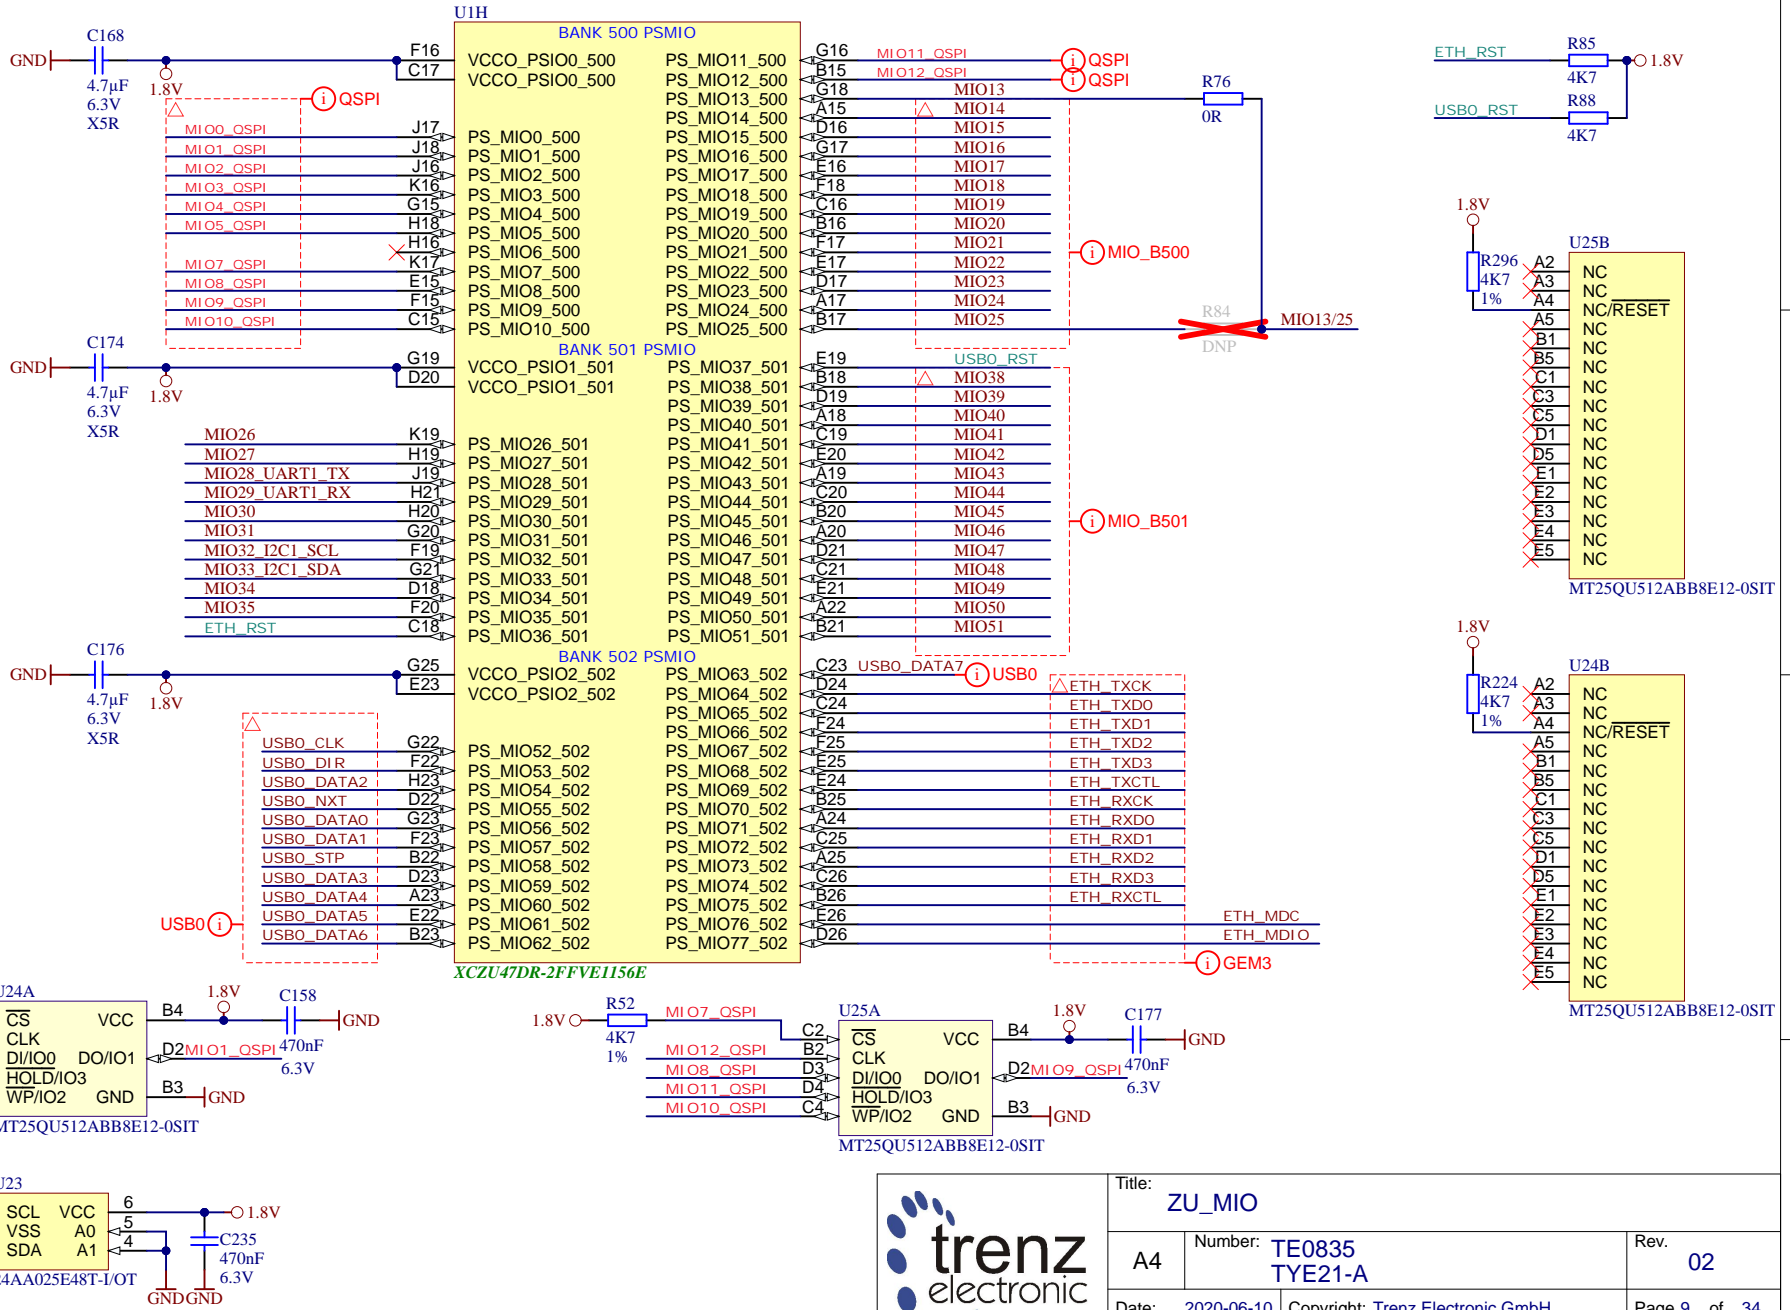 U1H
BANK 500 PSMIO
C168
GND
4.7µF
6.3V
X5R
1.8V
F16 VCCO_PSIO0_500
C17 VCCO_PSIO0_500
QSPI
MIO0_QSPI J17 PS_MIO0_500
MIO1_QSPI J18 PS_MIO1_500
MIO2_QSPI J16 PS_MIO2_500
MIO3_QSPI K16 PS_MIO3_500
MIO4_QSPI G15 PS_MIO4_500
MIO5_QSPI H18 PS_MIO5_500
H16 PS_MIO6_500
MIO7_QSPI K17 PS_MIO7_500
MIO8_QSPI E15 PS_MIO8_500
MIO9_QSPI F15 PS_MIO9_500
MIO10_QSPI C15 PS_MIO10_500
PS_MIO11_500 G16 MIO11_QSPI QSPI
PS_MIO12_500 B15 MIO12_QSPI QSPI
PS_MIO13_500 G18 MIO13
PS_MIO14_500 A15 MIO14
PS_MIO15_500 D16 MIO15
PS_MIO16_500 G17 MIO16
PS_MIO17_500 E16 MIO17
PS_MIO18_500 F18 MIO18
PS_MIO19_500 C16 MIO19
PS_MIO20_500 B16 MIO20
PS_MIO21_500 F17 MIO21
PS_MIO22_500 E17 MIO22
PS_MIO23_500 D17 MIO23
PS_MIO24_500 A17 MIO24
PS_MIO25_500 B17 MIO25
MIO_B500
R76
0R
R84
DNP
MIO13/25
BANK 501 PSMIO
C174
GND
4.7µF
6.3V
X5R
1.8V
G19 VCCO_PSIO1_501
D20 VCCO_PSIO1_501
MIO26 K19 PS_MIO26_501
MIO27 H19 PS_MIO27_501
MIO28_UART1_TX J19 PS_MIO28_501
MIO29_UART1_RX H21 PS_MIO29_501
MIO30 H20 PS_MIO30_501
MIO31 G20 PS_MIO31_501
MIO32_I2C1_SCL F19 PS_MIO32_501
MIO33_I2C1_SDA G21 PS_MIO33_501
MIO34 D18 PS_MIO34_501
MIO35 F20 PS_MIO35_501
ETH_RST C18 PS_MIO36_501
PS_MIO37_501 E19 USB0_RST
PS_MIO38_501 B18 MIO38
PS_MIO39_501 D19 MIO39
PS_MIO40_501 A18 MIO40
PS_MIO41_501 C19 MIO41
PS_MIO42_501 E20 MIO42
PS_MIO43_501 A19 MIO43
PS_MIO44_501 C20 MIO44
PS_MIO45_501 B20 MIO45
PS_MIO46_501 A20 MIO46
PS_MIO47_501 D21 MIO47
PS_MIO48_501 C21 MIO48
PS_MIO49_501 E21 MIO49
PS_MIO50_501 A22 MIO50
PS_MIO51_501 B21 MIO51
MIO_B501
BANK 502 PSMIO
C176
GND
4.7µF
6.3V
X5R
1.8V
G25 VCCO_PSIO2_502
E23 VCCO_PSIO2_502
USB0_CLK G22 PS_MIO52_502
USB0_DIR F22 PS_MIO53_502
USB0_DATA2 H23 PS_MIO54_502
USB0_NXT D22 PS_MIO55_502
USB0_DATA0 G23 PS_MIO56_502
USB0_DATA1 F23 PS_MIO57_502
USB0_STP B22 PS_MIO58_502
USB0_DATA3 D23 PS_MIO59_502
USB0_DATA4 A23 PS_MIO60_502
USB0_DATA5 E22 PS_MIO61_502
USB0_DATA6 B23 PS_MIO62_502
USB0
PS_MIO63_502 C23 USB0_DATA7 USB0
PS_MIO64_502 D24 ETH_TXCK
PS_MIO65_502 C24 ETH_TXD0
PS_MIO66_502 F24 ETH_TXD1
PS_MIO67_502 F25 ETH_TXD2
PS_MIO68_502 E25 ETH_TXD3
PS_MIO69_502 E24 ETH_TXCTL
PS_MIO70_502 B25 ETH_RXCK
PS_MIO71_502 A24 ETH_RXD0
PS_MIO72_502 C25 ETH_RXD1
PS_MIO73_502 A25 ETH_RXD2
PS_MIO74_502 C26 ETH_RXD3
PS_MIO75_502 B26 ETH_RXCTL
PS_MIO76_502 E26 ETH_MDC
PS_MIO77_502 D26 ETH_MDIO
GEM3
XCZU47DR-2FFVE1156E
ETH_RST R85 1.8V
4K7
USB0_RST R88
4K7
1.8V
R296
4K7
1%
U25B
A2 NC
A3 NC
A4 NC/RESET
A5 NC
B1 NC
B5 NC
C1 NC
C3 NC
C5 NC
D1 NC
D5 NC
E1 NC
E2 NC
E3 NC
E4 NC
E5 NC
MT25QU512ABB8E12-0SIT
1.8V
R224
4K7
1%
U24B
A2 NC
A3 NC
A4 NC/RESET
A5 NC
B1 NC
B5 NC
C1 NC
C3 NC
C5 NC
D1 NC
D5 NC
E1 NC
E2 NC
E3 NC
E4 NC
E5 NC
MT25QU512ABB8E12-0SIT
U24A
CS VCC B4
CLK
DI/IO0 DO/IO1 D2 MIO1_QSPI
HOLD/IO3
WP/IO2 GND B3 GND
MT25QU512ABB8E12-0SIT
1.8V
C158
GND
470nF
6.3V
1.8V R52 MIO7_QSPI
4K7
1%
U25A
C2 CS VCC B4
MIO12_QSPI B2 CLK
MIO8_QSPI D3 DI/IO0 DO/IO1 D2 MIO9_QSPI
MIO11_QSPI D4 HOLD/IO3
MIO10_QSPI C4 WP/IO2 GND B3 GND
MT25QU512ABB8E12-0SIT
1.8V
C177
GND
470nF
6.3V
U23
SCL VCC 6 1.8V
VSS A0 5
SDA A1 4
24AA025E48T-I/OT
C235
470nF
6.3V
GND GND
trenz
electronic
Title:
ZU_MIO
A4
Number: TE0835
TYE21-A
Rev.
02
Date: 2020-06-10 Copyright: Trenz Electronic GmbH Page 9 of 34